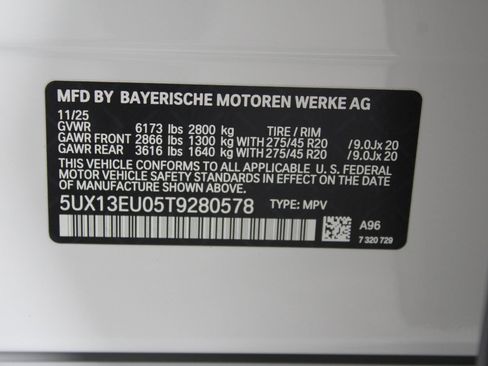 MFD BY BAYERISCHE MOTOREN WERKE AG
11/25
GVWR 6173 lbs 2800 kg TIRE / RIM
GAWR FRONT 2866 lbs 1300 kg WITH 275/45 R20 / 9.0Jx 20
GAWR REAR 3616 lbs 1640 kg WITH 275/45 R20 / 9.0Jx 20
THIS VEHICLE CONFORMS TO ALL APPLICABLE U. S. FEDERAL
MOTOR VEHICLE SAFETY STANDARDS IN
EFFECT ON THE DATE OF MANUFACTURE SHOWN ABOVE.
5UX13EU05T9280578 TYPE: MPV
A96
7 320 729